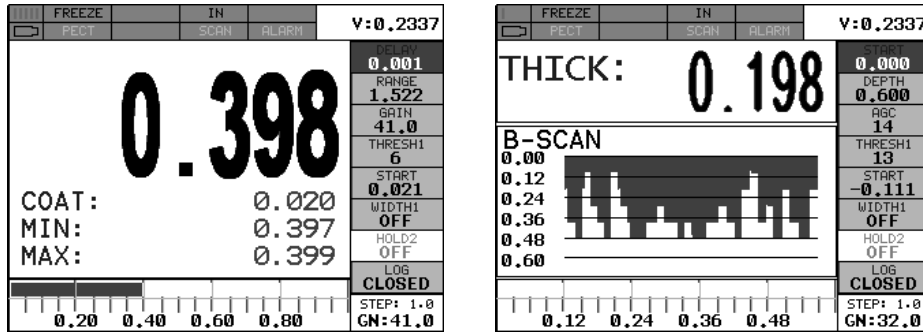 FREEZE IN
PECT SCAN ALARM
V:0.2337
0.398
COAT: 0.020
MIN: 0.397
MAX: 0.399
DELAY
0.001
RANGE
1.522
GAIN
41.0
THRESH1
6
START
0.021
WIDTH1
OFF
HOLD2
OFF
LOG
CLOSED
0.20 0.40 0.60 0.80
STEP: 1.0
GN:41.0
FREEZE IN
PECT SCAN ALARM
V:0.2337
THICK: 0.198
B-SCAN
0.00
0.12
0.24
0.36
0.48
0.60
START
0.000
DEPTH
0.600
AGC
14
THRESH1
13
START
-0.111
WIDTH1
OFF
HOLD2
OFF
LOG
CLOSED
0.12 0.24 0.36 0.48
STEP: 1.0
GN:32.0